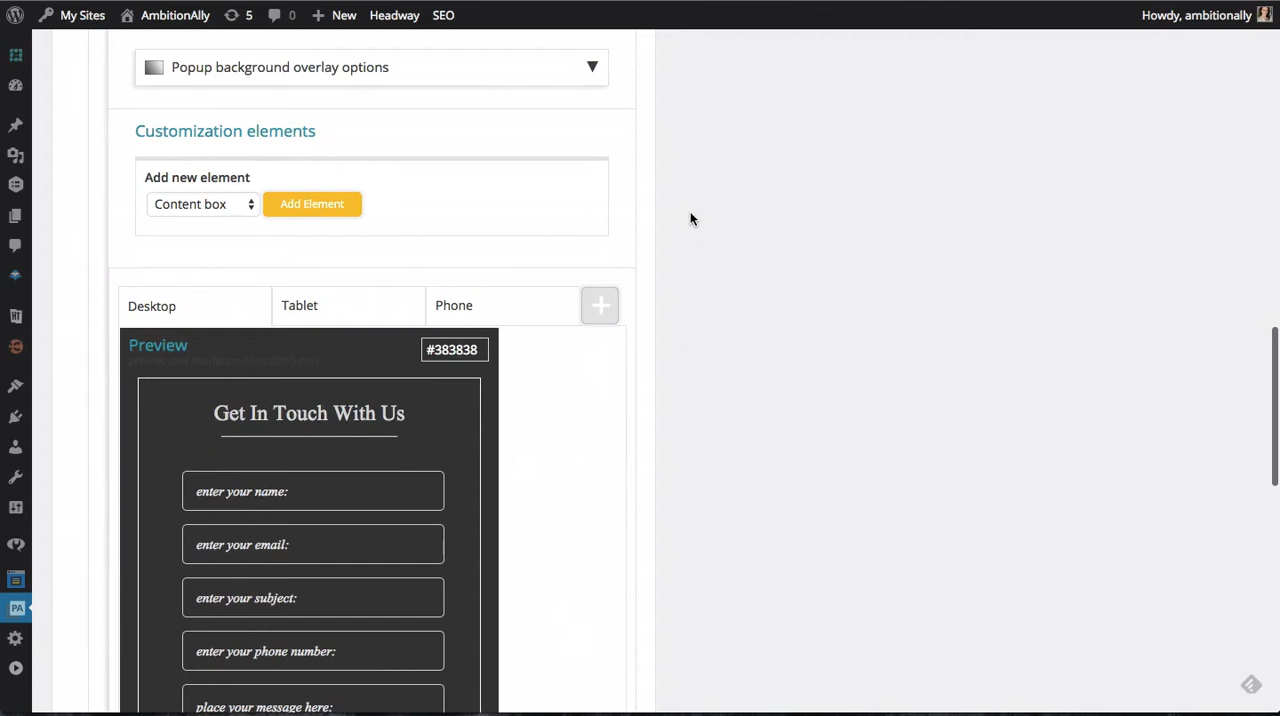 My Sites AmbitionAlly 5 0 New Headway SEO Howdy, ambitionally
Popup background overlay options
Customization elements
Add new element
Content box Add Element
Desktop Tablet Phone
Preview #383838
Get In Touch With Us
enter your name:
enter your email:
enter your subject:
enter your phone number:
PA
place your message here: